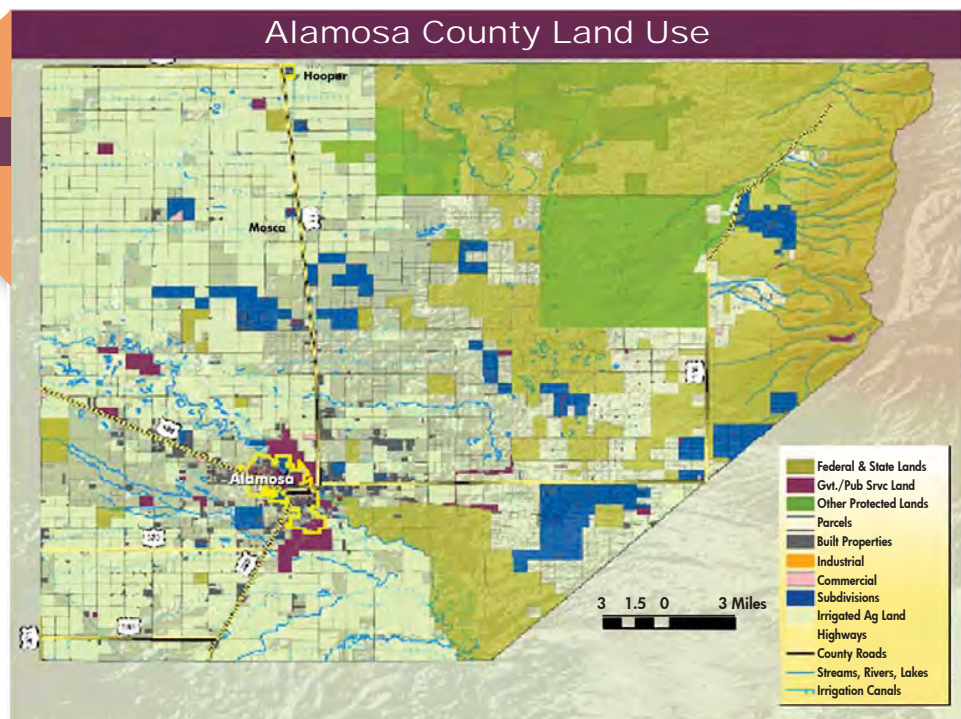 Alamosa County Land Use
Hooper
Mosca
Alamosa
Federal & State Lands
Gvt./Pub Srvc Land
Other Protected Lands
Parcels
Built Properties
Industrial
Commercial
Subdivisions
Irrigated Ag Land
Highways
County Roads
Streams, Rivers, Lakes
Irrigation Canals
3 1.5 0 3 Miles